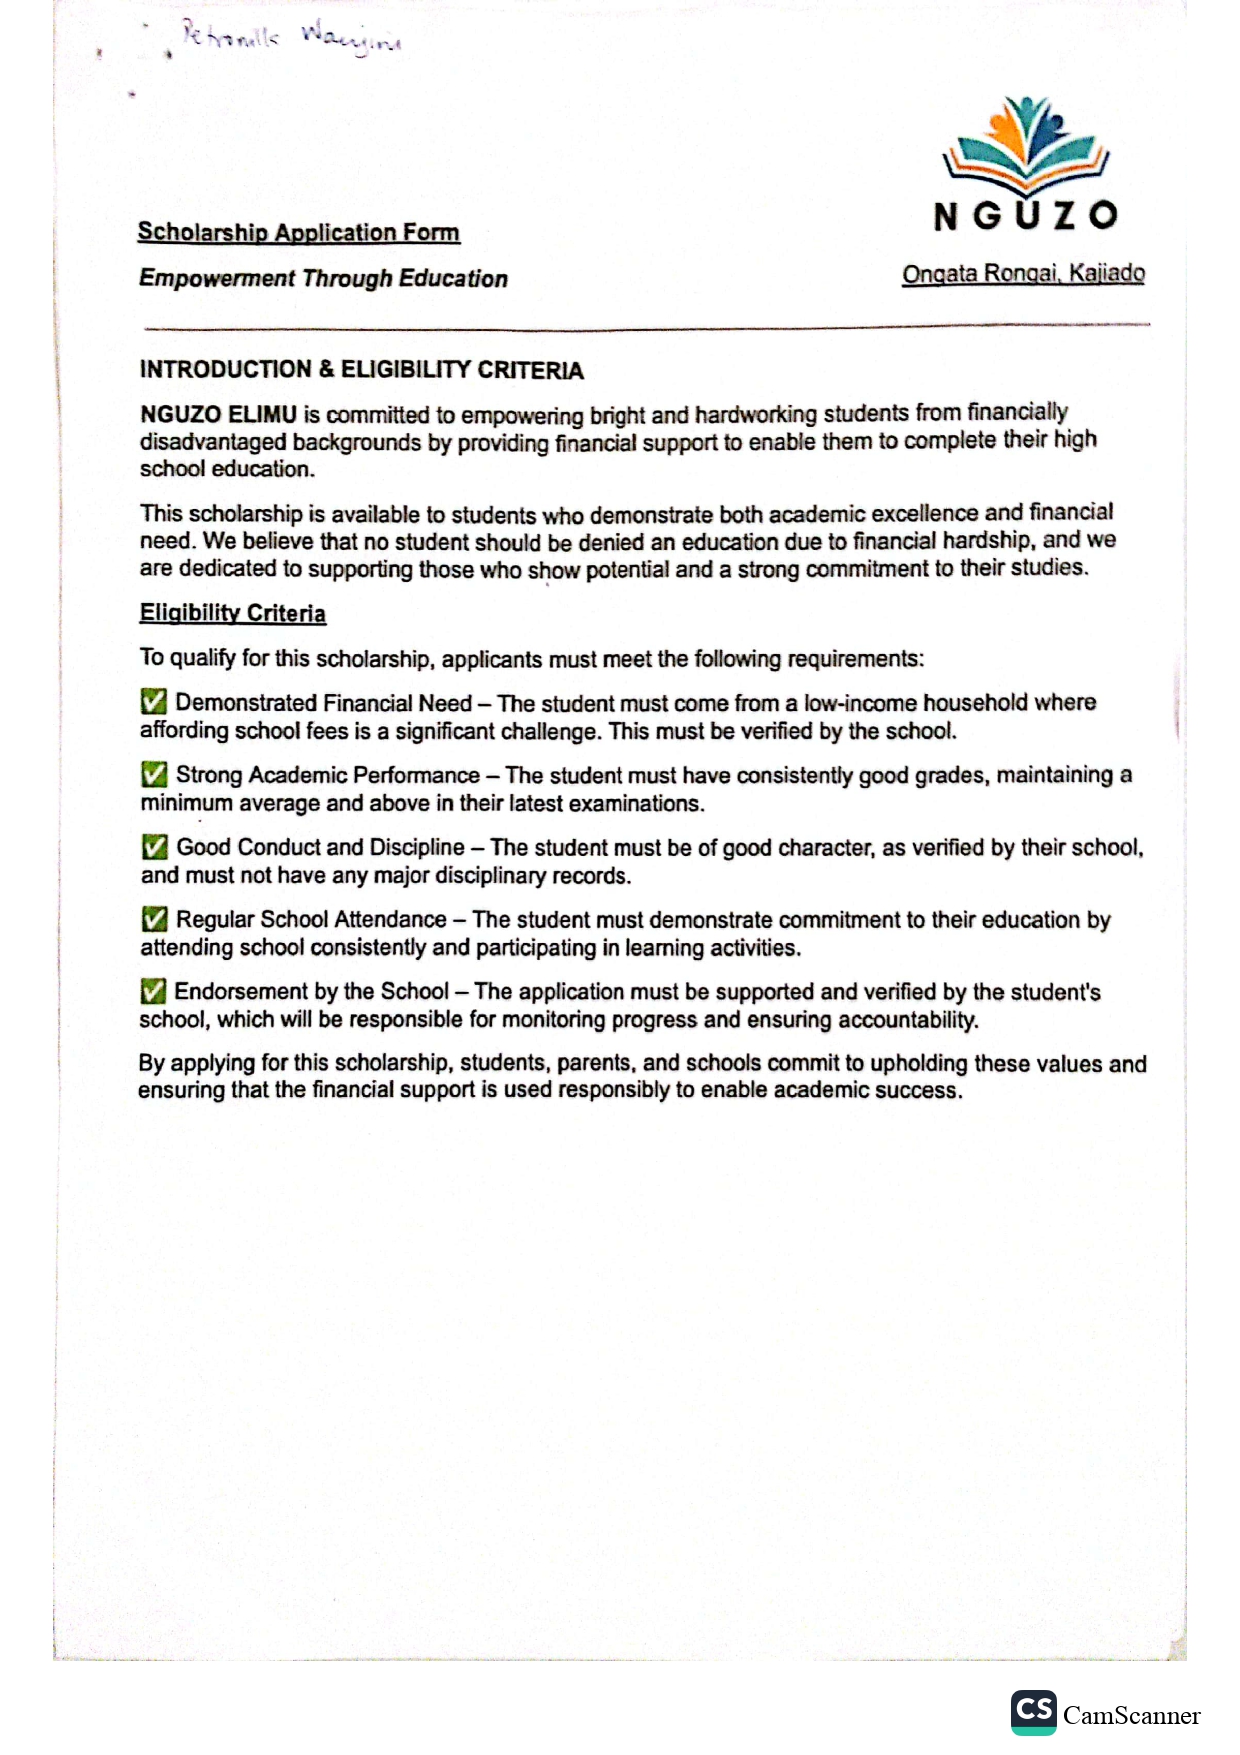 Petronilla Wanjiru
NGUZO
Scholarship Application Form
Empowerment Through Education
Ongata Rongai, Kajiado
INTRODUCTION & ELIGIBILITY CRITERIA
NGUZO ELIMU is committed to empowering bright and hardworking students from financially
disadvantaged backgrounds by providing financial support to enable them to complete their high
school education.
This scholarship is available to students who demonstrate both academic excellence and financial
need. We believe that no student should be denied an education due to financial hardship, and we
are dedicated to supporting those who show potential and a strong commitment to their studies.
Eligibility Criteria
To qualify for this scholarship, applicants must meet the following requirements:
✅ Demonstrated Financial Need – The student must come from a low-income household where
affording school fees is a significant challenge. This must be verified by the school.
✅ Strong Academic Performance – The student must have consistently good grades, maintaining a
minimum average and above in their latest examinations.
✅ Good Conduct and Discipline – The student must be of good character, as verified by their school,
and must not have any major disciplinary records.
✅ Regular School Attendance – The student must demonstrate commitment to their education by
attending school consistently and participating in learning activities.
✅ Endorsement by the School – The application must be supported and verified by the student's
school, which will be responsible for monitoring progress and ensuring accountability.
By applying for this scholarship, students, parents, and schools commit to upholding these values and
ensuring that the financial support is used responsibly to enable academic success.
CS CamScanner